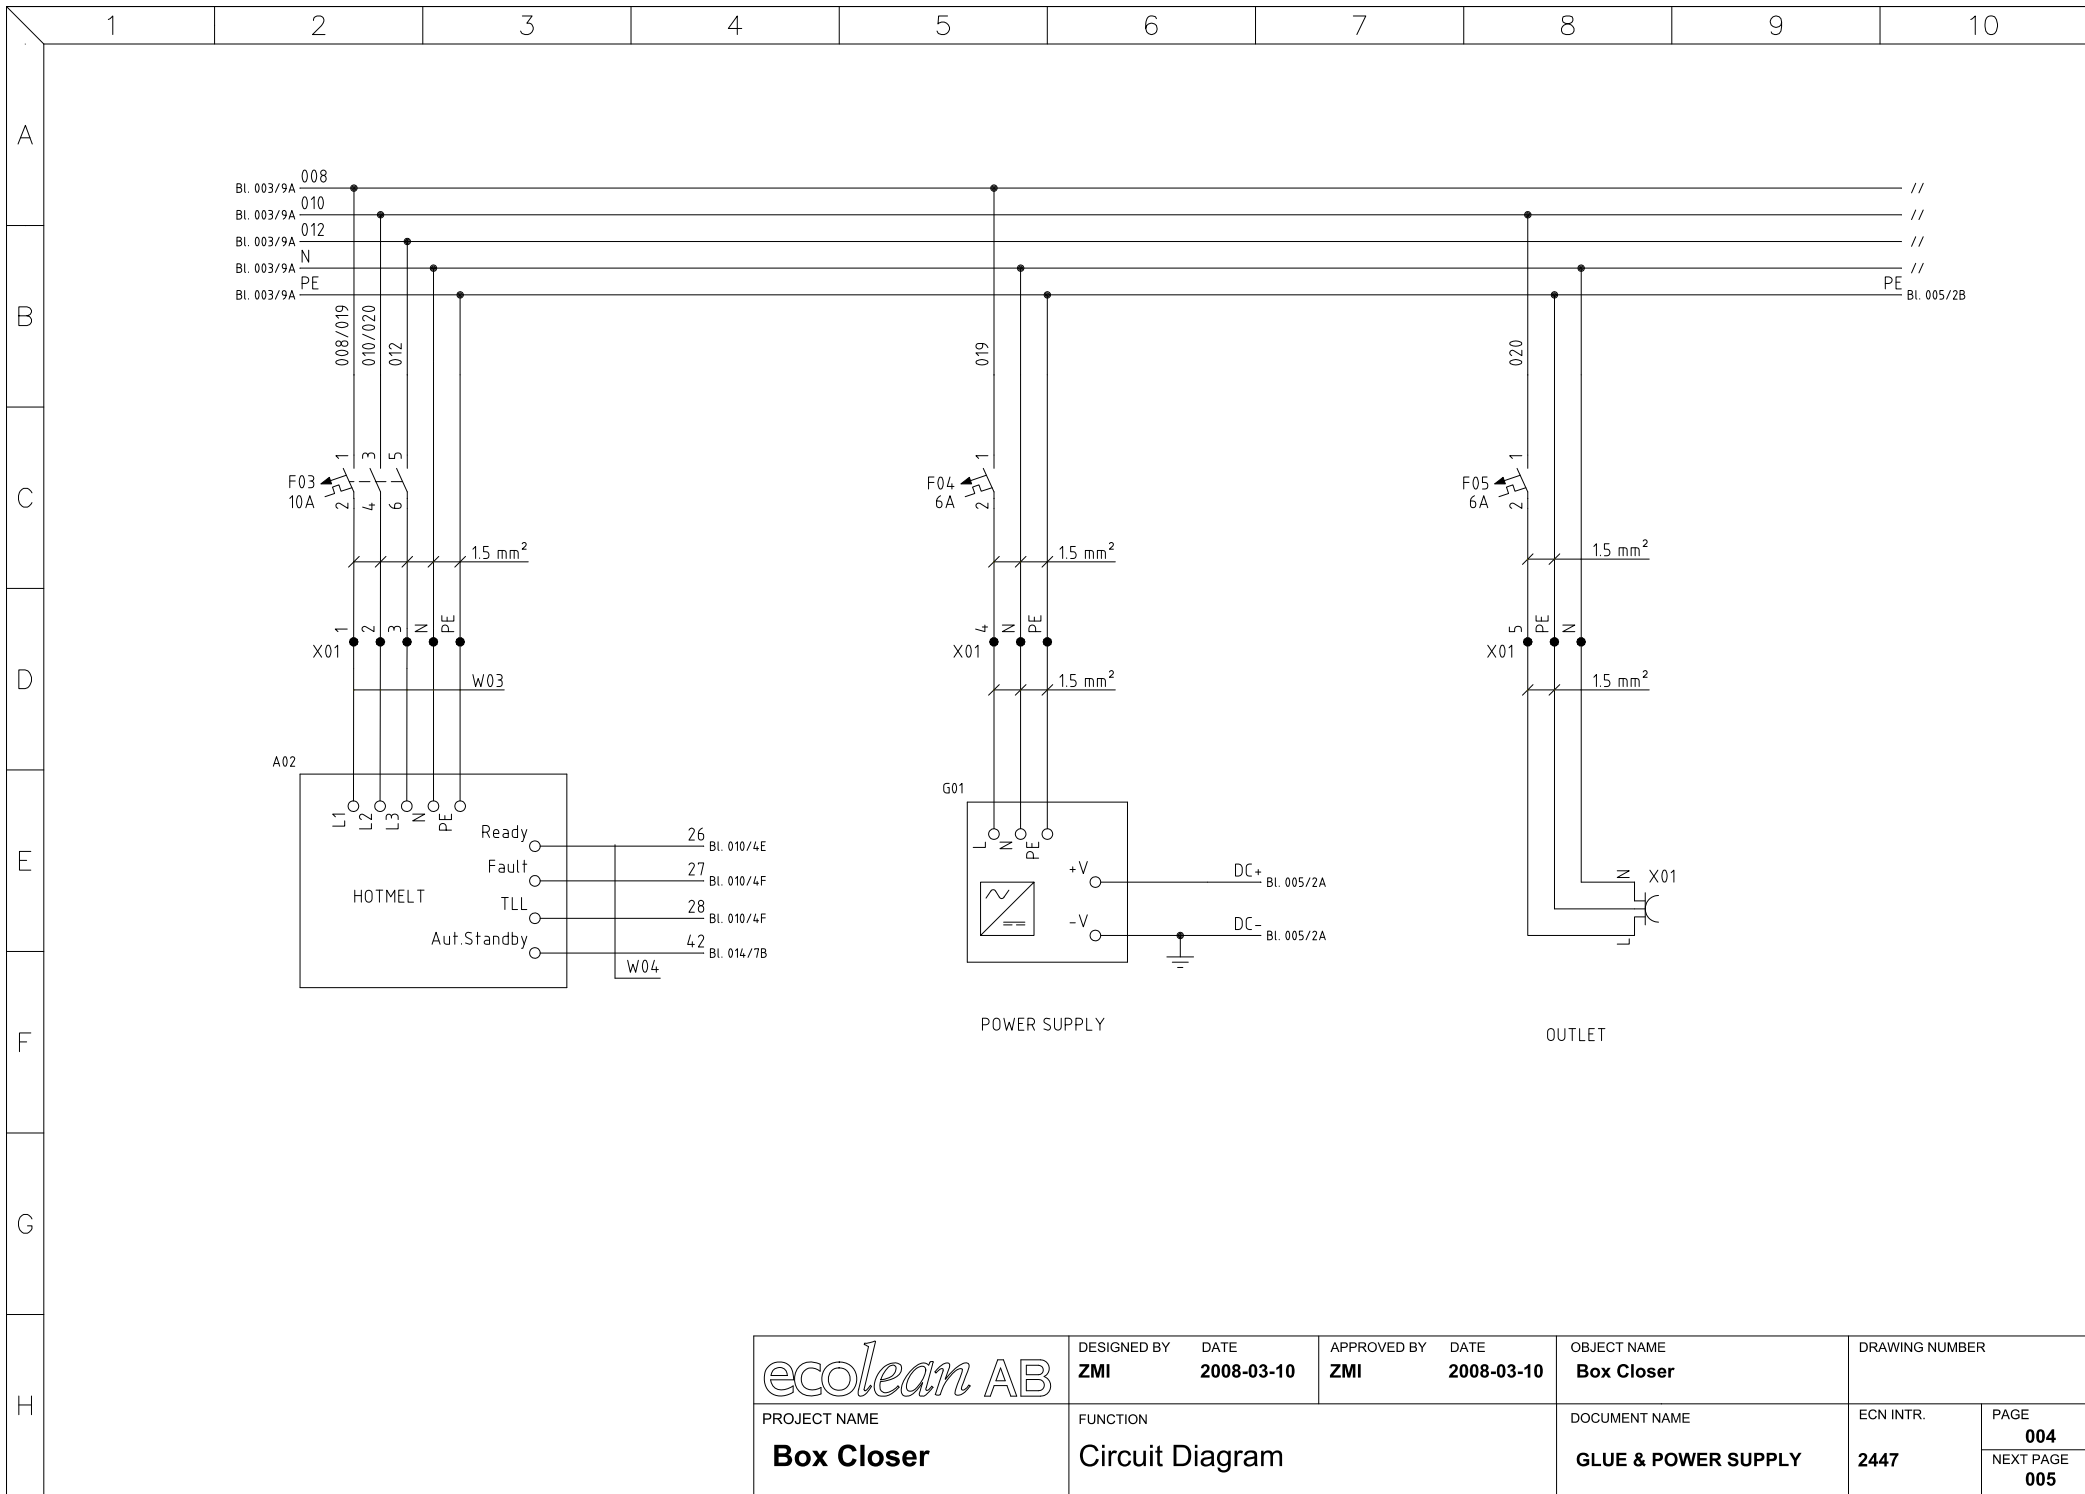 1 2 3 4 5 6 7 8 9 10
A
B
C
D
E
F
G
H
Bl. 003/9A 008 //
Bl. 003/9A 010 //
Bl. 003/9A 012 //
Bl. 003/9A N //
Bl. 003/9A PE PE Bl. 005/2B
008/019 010/020 012 019 020
1 3 5 1 1
F03 F04 F05
10A 6A 6A
2 4 6 2 2
1.5 mm² 1.5 mm² 1.5 mm²
1 2 3 N PE 4 N PE 5 PE N
X01 X01 X01
W03 1.5 mm² 1.5 mm²
A02
L1 L2 L3 N PE
Ready 26 Bl. 010/4E
Fault 27 Bl. 010/4F
HOTMELT
TLL 28 Bl. 010/4F
Aut.Standby 42 Bl. 014/7B
W04
G01
L N PE
+V DC+ Bl. 005/2A
-V DC- Bl. 005/2A
POWER SUPPLY
N X01
L
OUTLET
ecolean AB
DESIGNED BY DATE APPROVED BY DATE OBJECT NAME DRAWING NUMBER
ZMI 2008-03-10 ZMI 2008-03-10 Box Closer
PROJECT NAME FUNCTION DOCUMENT NAME ECN INTR. PAGE
004
Box Closer Circuit Diagram GLUE & POWER SUPPLY 2447 NEXT PAGE
005